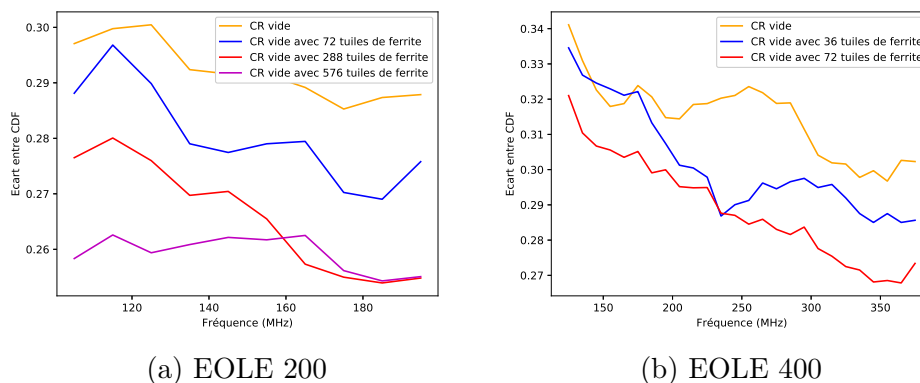 0.30
0.29
0.28
0.27
0.26
Ecart entre CDF
CR vide
CR vide avec 72 tuiles de ferrite
CR vide avec 288 tuiles de ferrite
CR vide avec 576 tuiles de ferrite
120
140
160
180
Fréquence (MHz)
(a) EOLE 200
0.34
0.33
0.32
0.31
0.30
0.29
0.28
0.27
Ecart entre CDF
CR vide
CR vide avec 36 tuiles de ferrite
CR vide avec 72 tuiles de ferrite
150
200
250
300
350
Fréquence (MHz)
(b) EOLE 400